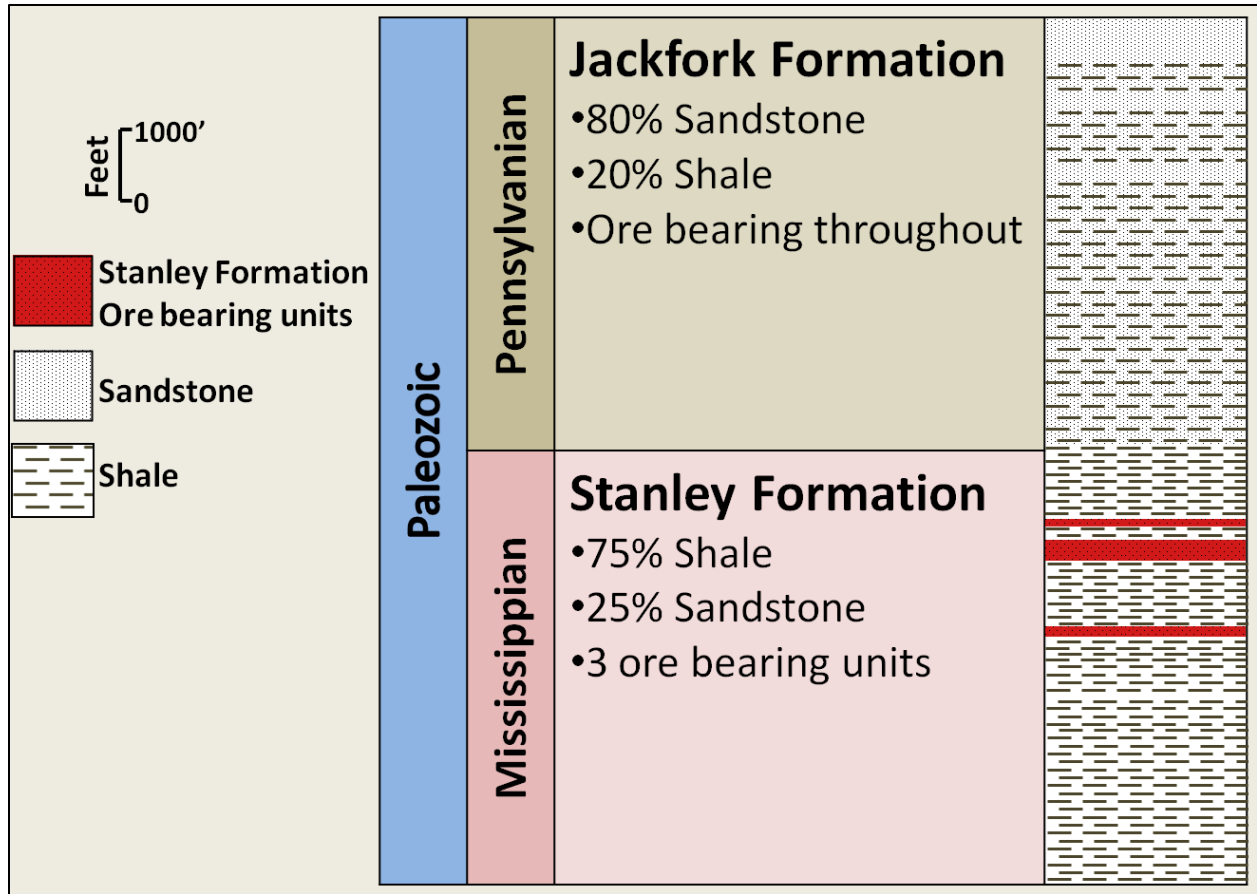 Feet
1000’
0
Stanley Formation
Ore bearing units
Sandstone
Shale
Paleozoic
Pennsylvanian
Jackfork Formation
•80% Sandstone
•20% Shale
•Ore bearing throughout
Mississippian
Stanley Formation
•75% Shale
•25% Sandstone
•3 ore bearing units